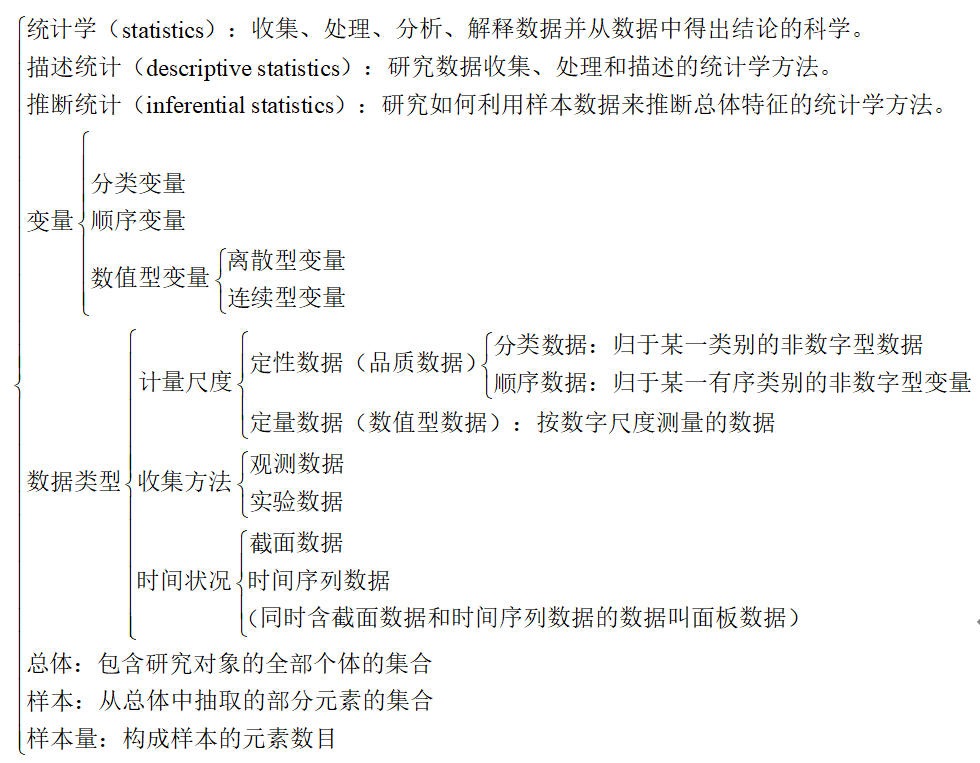 统计学（statistics）：收集、处理、分析、解释数据并从数据中得出结论的科学。
描述统计（descriptive statistics）：研究数据收集、处理和描述的统计学方法。
推断统计（inferential statistics）：研究如何利用样本数据来推断总体特征的统计学方法。
变量
分类变量
顺序变量
数值型变量
离散型变量
连续型变量
数据类型
计量尺度
定性数据（品质数据）
分类数据：归于某一类别的非数字型数据
顺序数据：归于某一有序类别的非数字型变量
定量数据（数值型数据）：按数字尺度测量的数据
收集方法
观测数据
实验数据
时间状况
截面数据
时间序列数据
（同时含截面数据和时间序列数据的数据叫面板数据）
总体：包含研究对象的全部个体的集合
样本：从总体中抽取的部分元素的集合
样本量：构成样本的元素数目